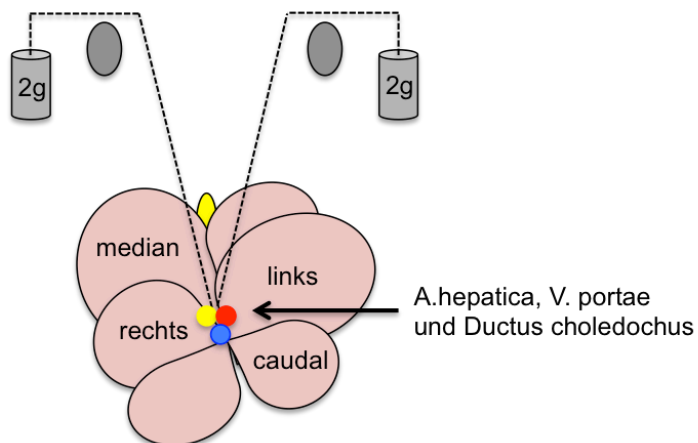 2g
2g
median
links
A.hepatica, V. portae
und Ductus choledochus
rechts
caudal